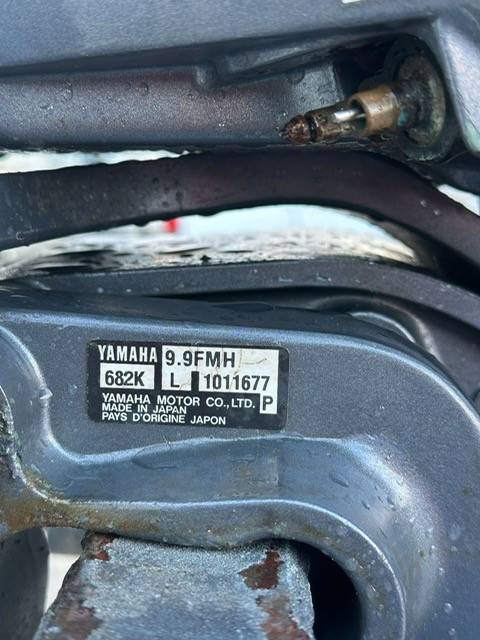 YAMAHA 9.9FMH
682K L 1011677
YAMAHA MOTOR CO.,LTD. P
MADE IN JAPAN
PAYS D'ORIGINE JAPON